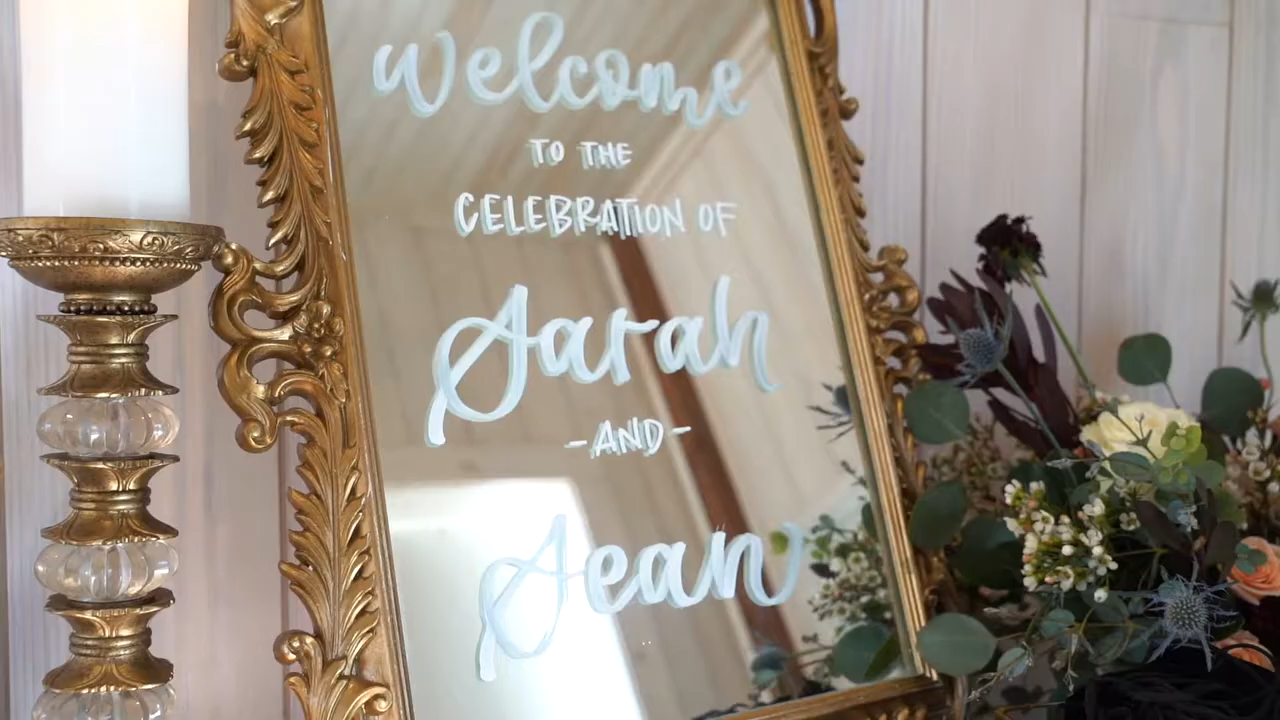 Welcome
TO THE
CELEBRATION OF
Sarah
-AND-
Sean